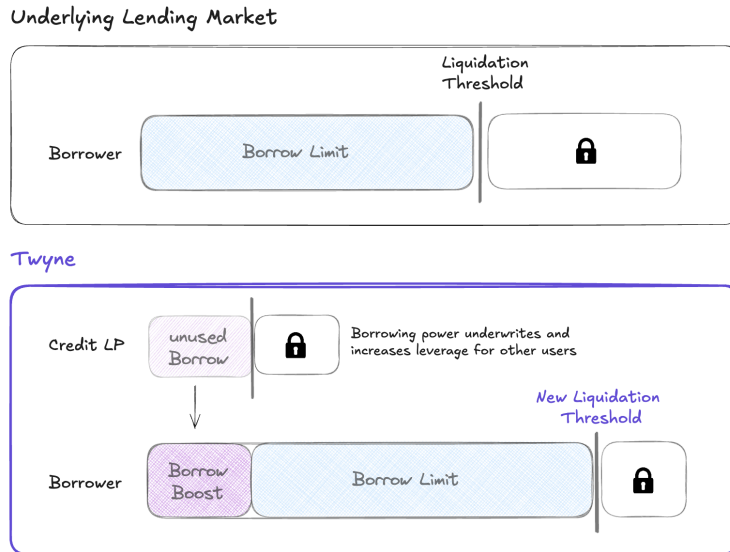 Underlying Lending Market
Liquidation
Threshold
Borrower
Borrow Limit
Twyne
Credit LP
unused
Borrow
Borrowing power underwrites and
increases leverage for other users
New Liquidation
Threshold
Borrower
Borrow
Boost
Borrow Limit